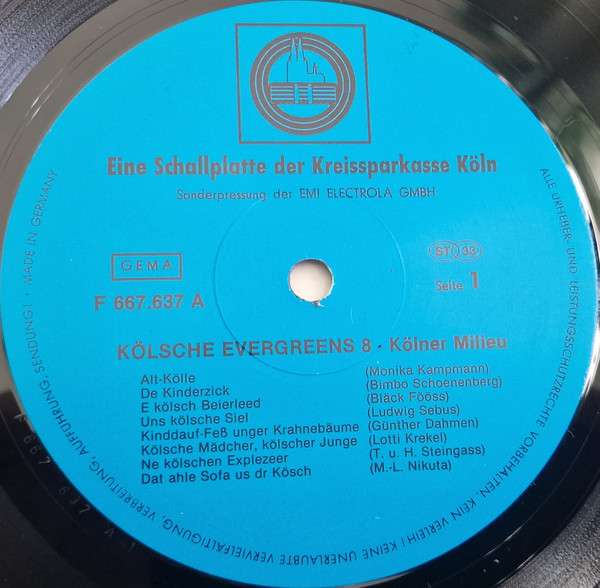 Eine Schallplatte der Kreissparkasse Köln
Sonderpressung der EMI ELECTROLA GMBH
GEMA
ST 33
F 667.637 A
Seite 1
KÖLSCHE EVERGREENS 8 - Kölner Milieu
Alt-Kölle (Monika Kampmann)
De Kinderzick (Bimbo Schoenenberg)
E kölsch Beierleed (Bläck Fööss)
Uns kölsche Siel (Ludwig Sebus)
Kinddauf-Feß unger Krahnebäume (Günther Dahmen)
Kölsche Mädcher, kölscher Junge (Lotti Krekel)
Ne kölschen Explezeer (T. u. H. Steingass)
Dat ahle Sofa us dr Kösch (M.-L. Nikuta)
ALLE URHEBER- UND LEISTUNGSSCHUTZRECHTE VORBEHALTEN. KEIN VERLEIH! KEINE UNERLAUBTE VERVIELFÄLTIGUNG, VERBREITUNG, AUFFÜHRUNG, SENDUNG! • MADE IN GERMANY